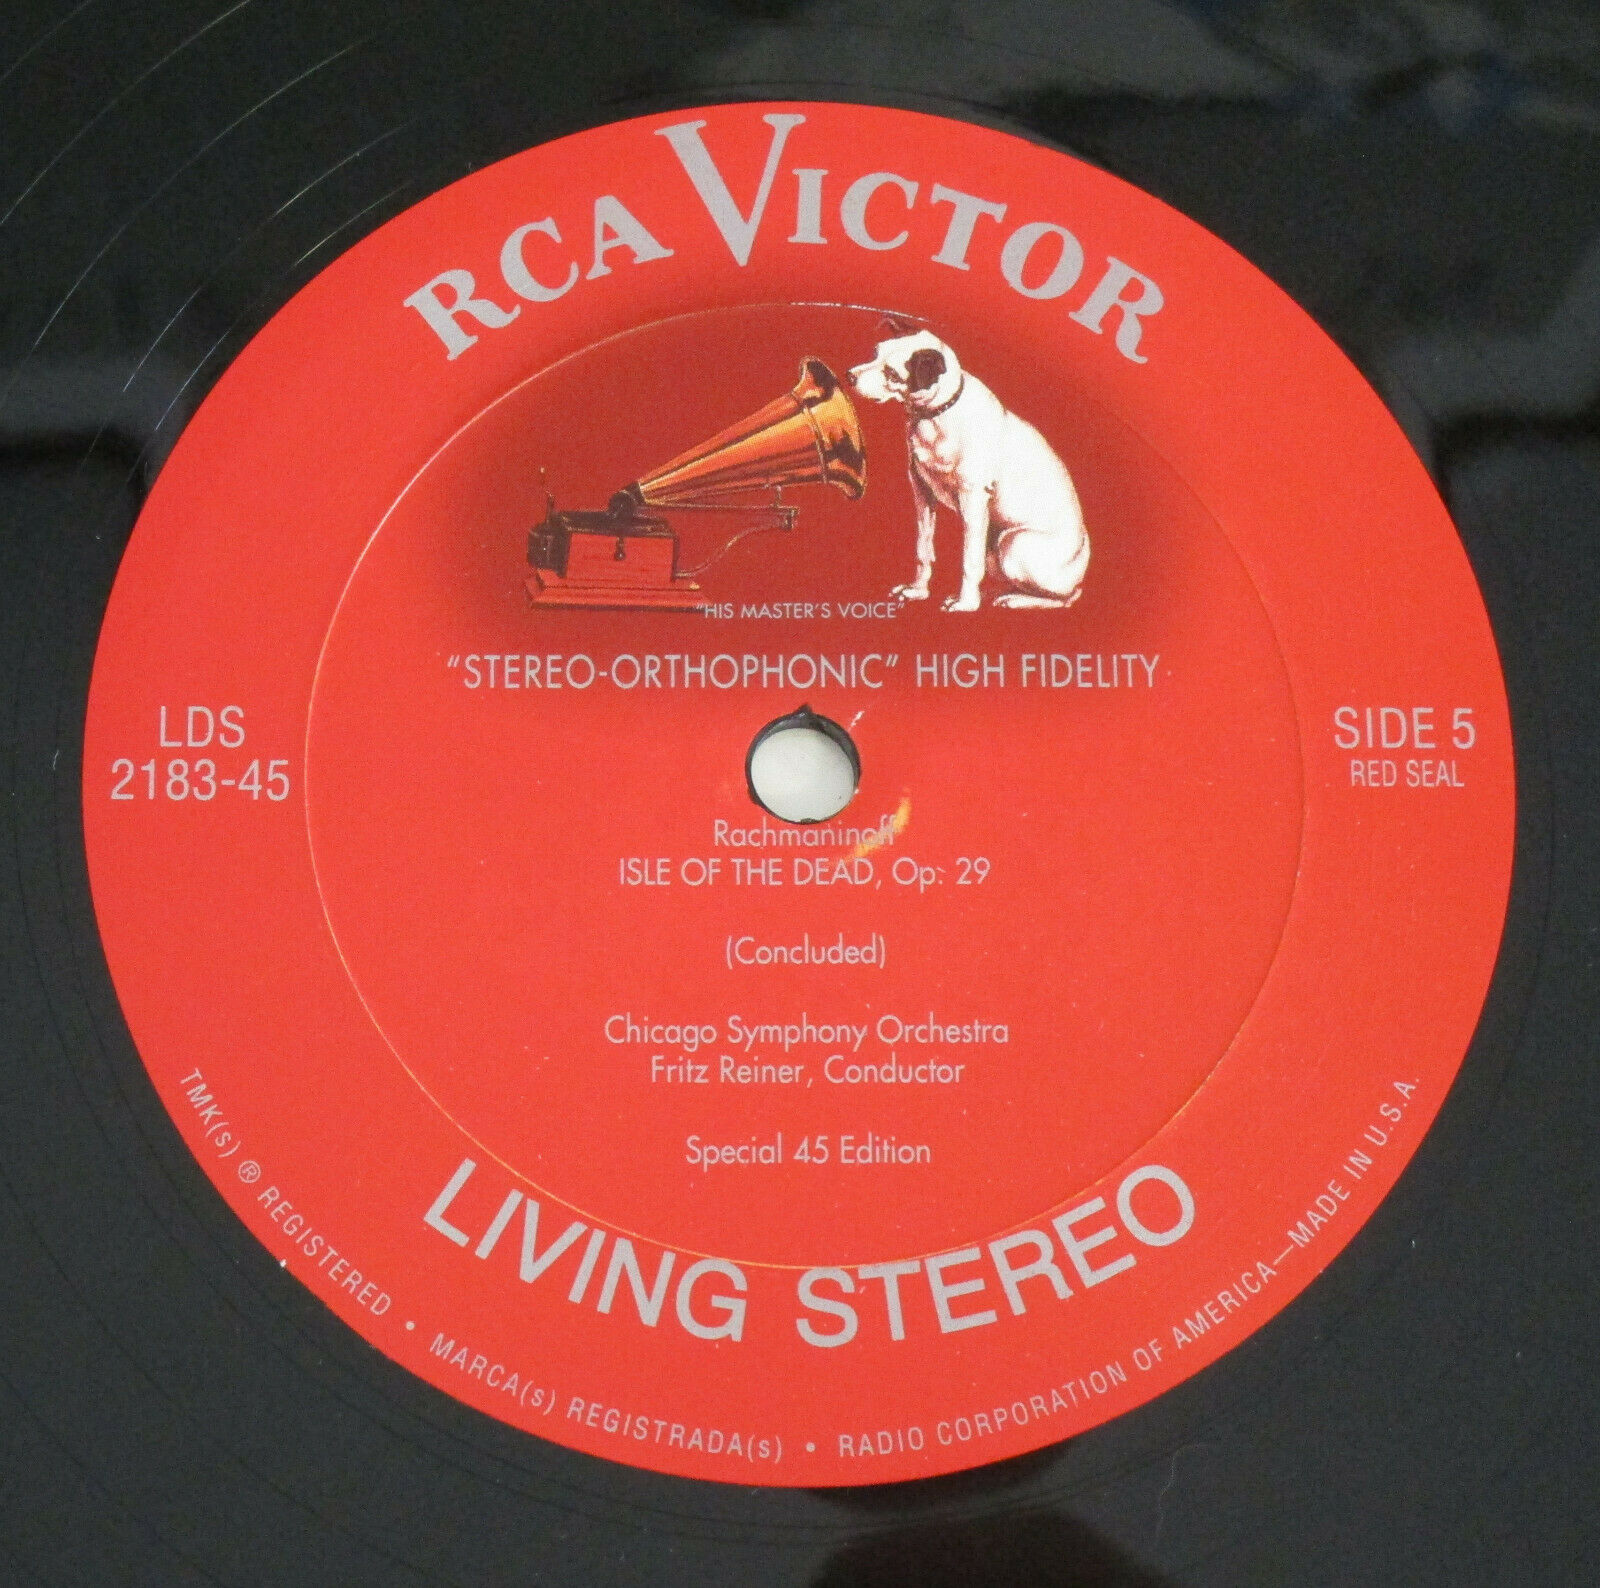 RCA VICTOR
"HIS MASTER'S VOICE"
"STEREO-ORTHOPHONIC" HIGH FIDELITY
LDS
2183-45
SIDE 5
RED SEAL
Rachmaninoff
ISLE OF THE DEAD, Op. 29
(Concluded)
Chicago Symphony Orchestra
Fritz Reiner, Conductor
Special 45 Edition
LIVING STEREO
TMK(s) ® REGISTERED • MARCA(s) REGISTRADA(s) • RADIO CORPORATION OF AMERICA—MADE IN U.S.A.